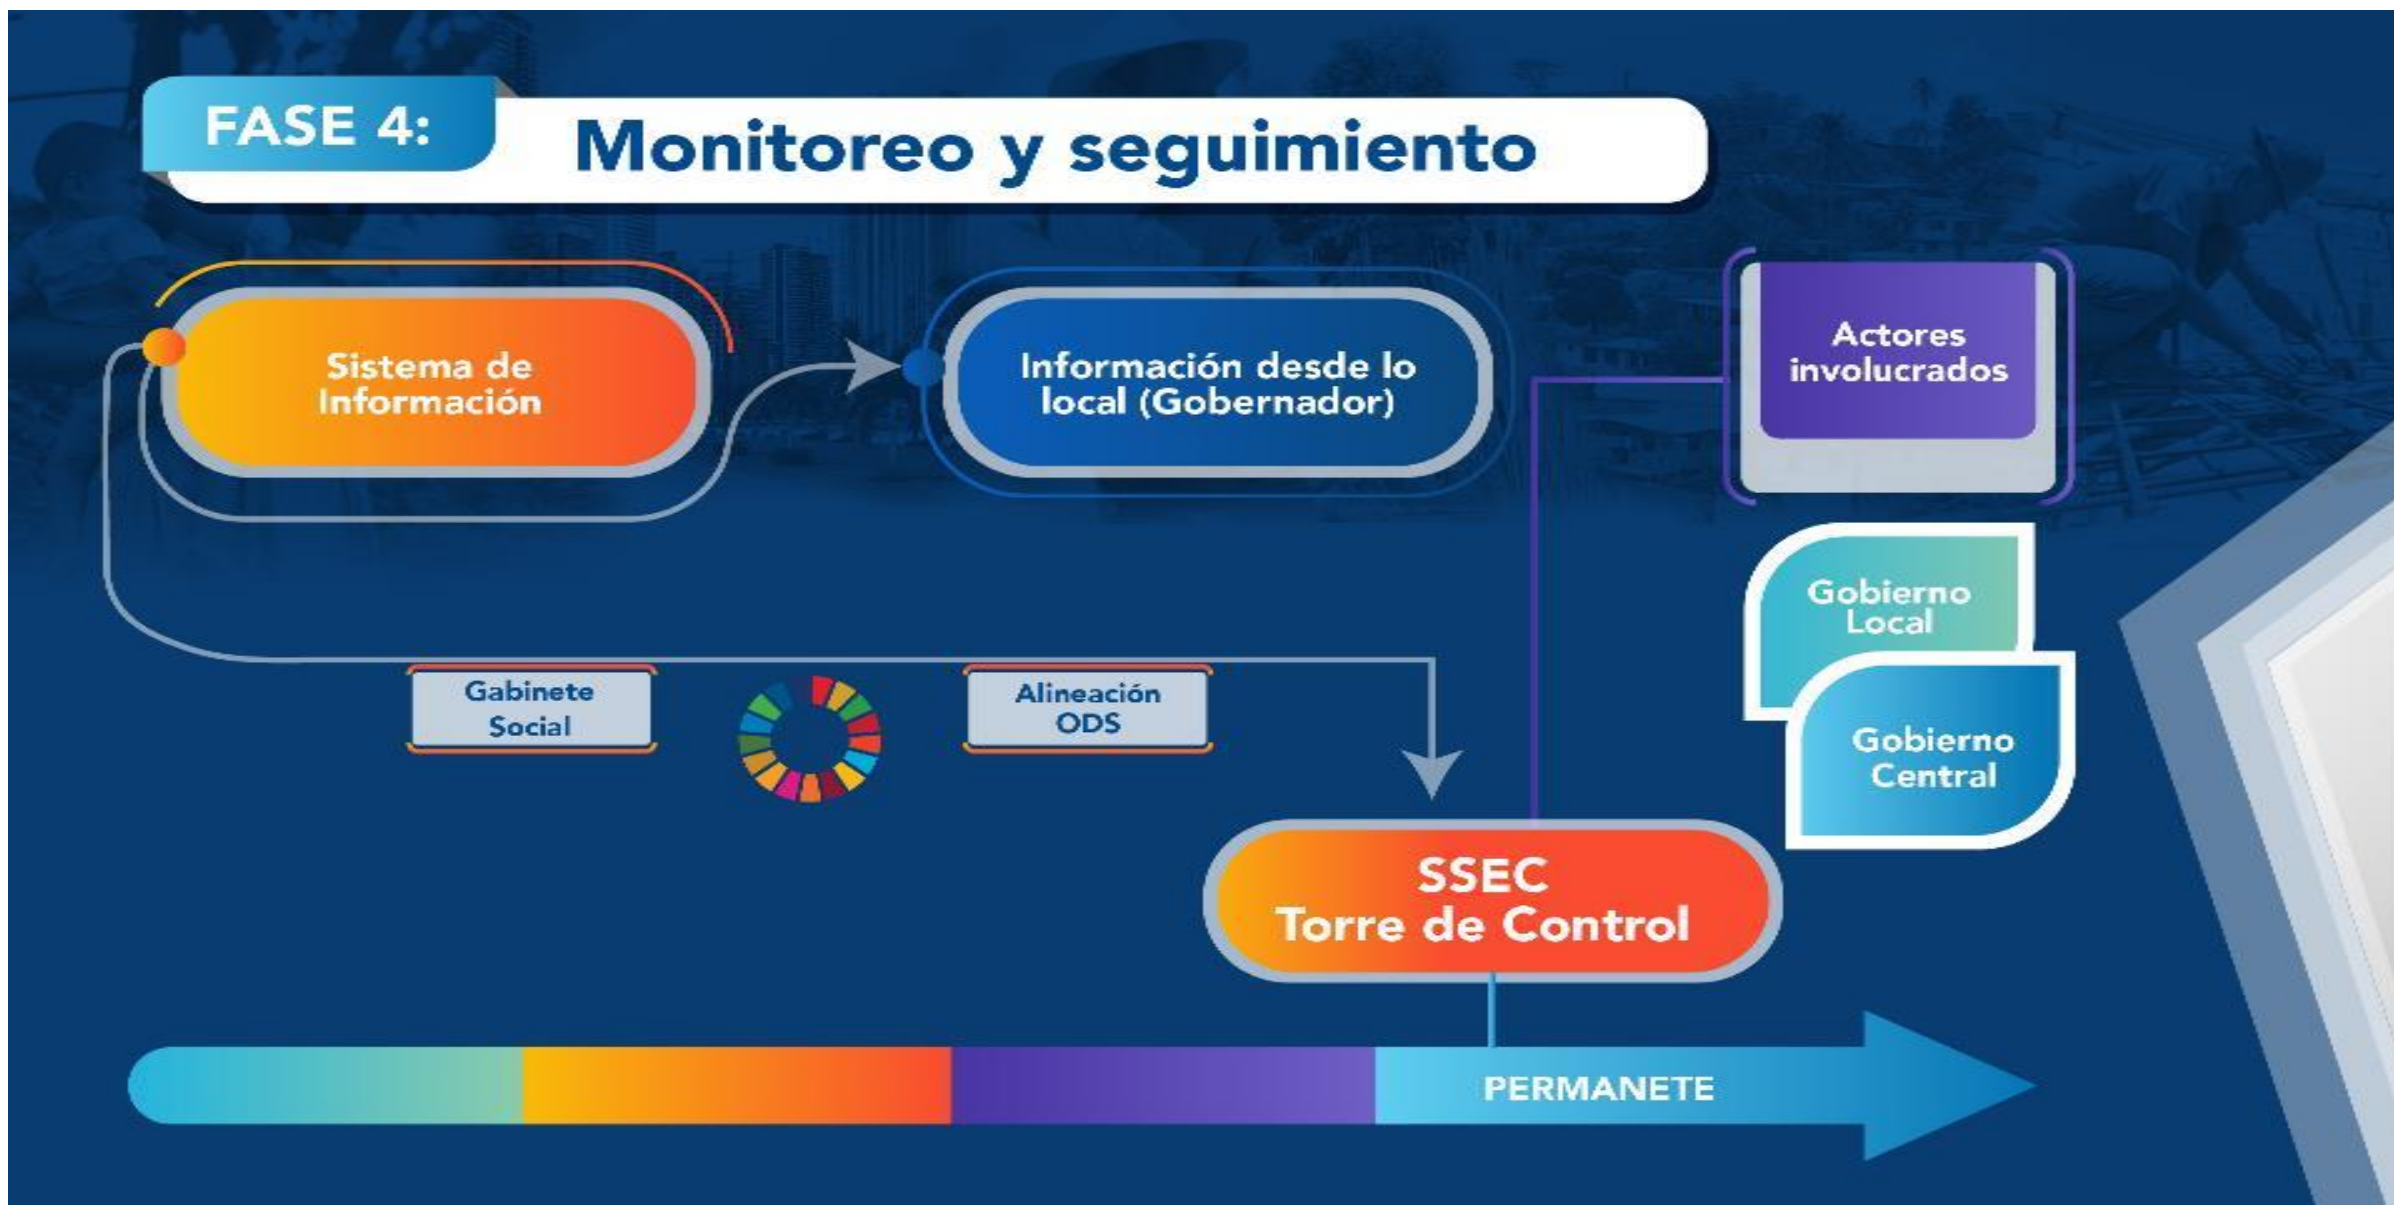 FASE 4:
Monitoreo y seguimiento
Sistema de
Información
Información desde lo
local (Gobernador)
Actores
involucrados
Gobierno
Local
Gobierno
Central
Gabinete
Social
Alineación
ODS
SSEC
Torre de Control
PERMANETE